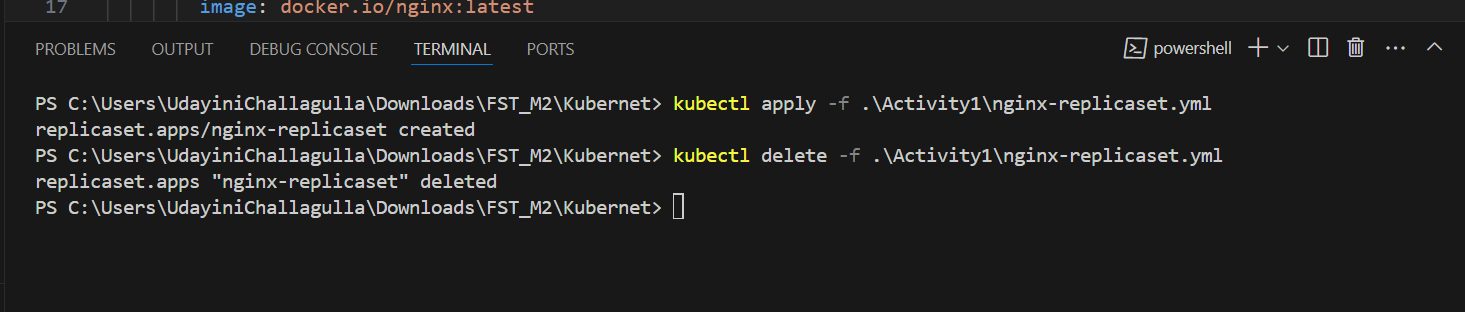 17 image: docker.io/nginx:latest
PROBLEMS OUTPUT DEBUG CONSOLE TERMINAL PORTS powershell
PS C:\Users\UdayiniChallagulla\Downloads\FST_M2\Kubernet> kubectl apply -f .\Activity1\nginx-replicaset.yml
replicaset.apps/nginx-replicaset created
PS C:\Users\UdayiniChallagulla\Downloads\FST_M2\Kubernet> kubectl delete -f .\Activity1\nginx-replicaset.yml
replicaset.apps "nginx-replicaset" deleted
PS C:\Users\UdayiniChallagulla\Downloads\FST_M2\Kubernet>